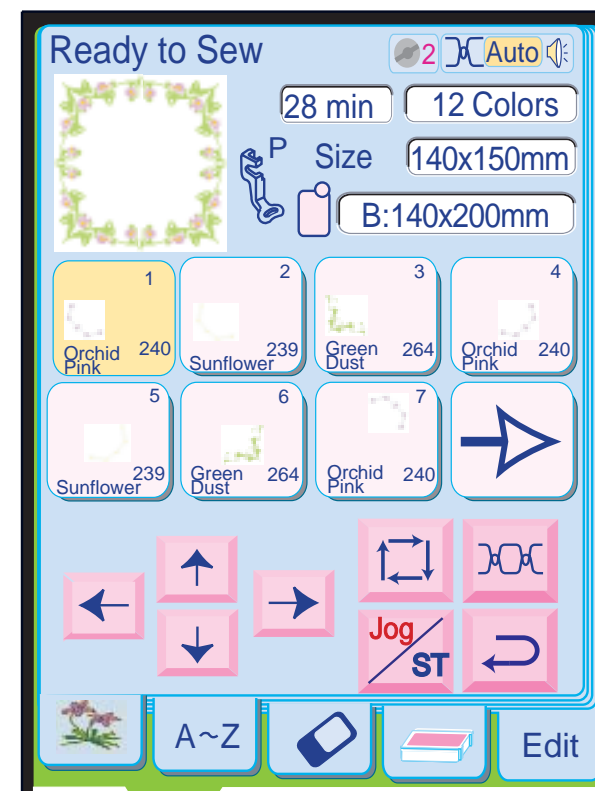 Ready to Sew
2
Auto
28 min
12 Colors
P
Size
140x150mm
B:140x200mm
1
Orchid
Pink
240
2
Sunflower
239
3
Green
Dust
264
4
Orchid
Pink
240
5
Sunflower
239
6
Green
Dust
264
7
Orchid
Pink
240
Jog
ST
A~Z
Edit